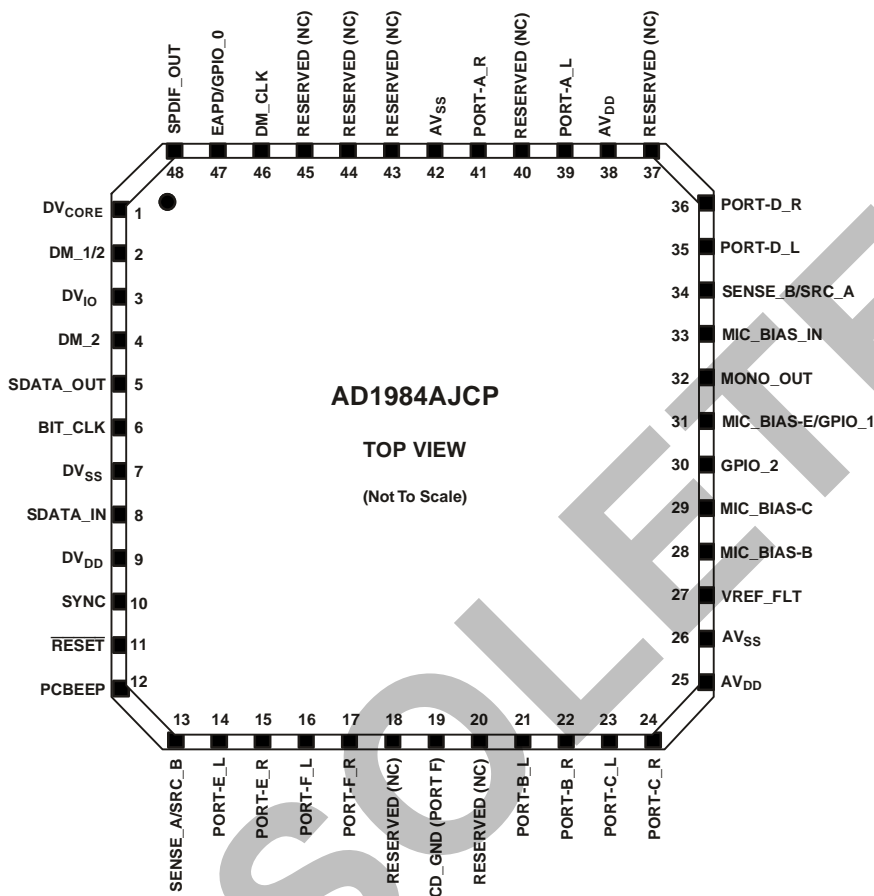 SPDIF_OUT
EAPD/GPIO_0
DM_CLK
RESERVED (NC)
RESERVED (NC)
RESERVED (NC)
AVSS
PORT-A_R
RESERVED (NC)
PORT-A_L
AVDD
RESERVED (NC)
48
47
46
45
44
43
42
41
40
39
38
37
DVCORE 1
DM_1/2 2
DVIO 3
DM_2 4
SDATA_OUT 5
BIT_CLK 6
DVSS 7
SDATA_IN 8
DVDD 9
SYNC 10
RESET 11
PCBEEP 12
AD1984AJCP
TOP VIEW
(Not To Scale)
36 PORT-D_R
35 PORT-D_L
34 SENSE_B/SRC_A
33 MIC_BIAS_IN
32 MONO_OUT
31 MIC_BIAS-E/GPIO_1
30 GPIO_2
29 MIC_BIAS-C
28 MIC_BIAS-B
27 VREF_FLT
26 AVSS
25 AVDD
13
14
15
16
17
18
19
20
21
22
23
24
SENSE_A/SRC_B
PORT-E_L
PORT-E_R
PORT-F_L
PORT-F_R
RESERVED (NC)
CD_GND (PORT F)
RESERVED (NC)
PORT-B_L
PORT-B_R
PORT-C_L
PORT-C_R
SOLETE